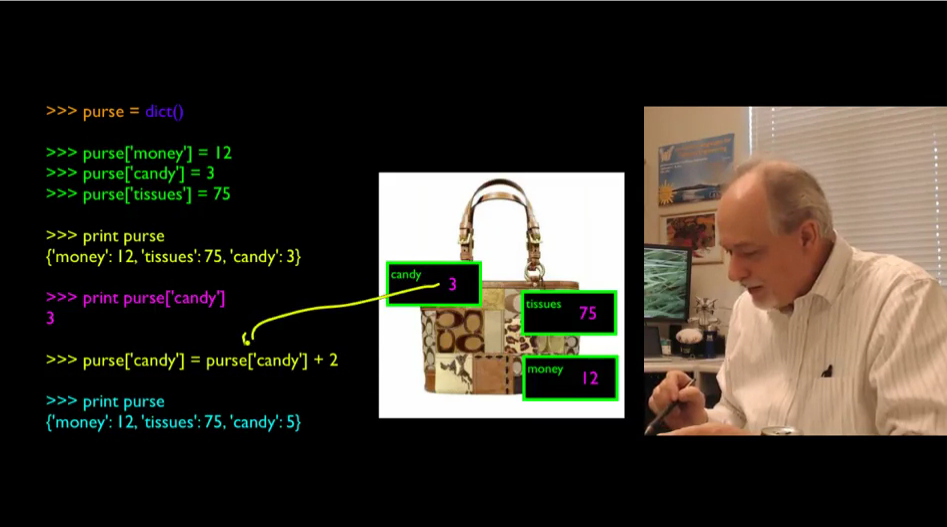 >>> purse = dict()
>>> purse['money'] = 12
>>> purse['candy'] = 3
>>> purse['tissues'] = 75
>>> print purse
{'money': 12, 'tissues': 75, 'candy': 3}
>>> print purse['candy']
3
>>> purse['candy'] = purse['candy'] + 2
>>> print purse
{'money': 12, 'tissues': 75, 'candy': 5}
candy
3
tissues
75
money
12